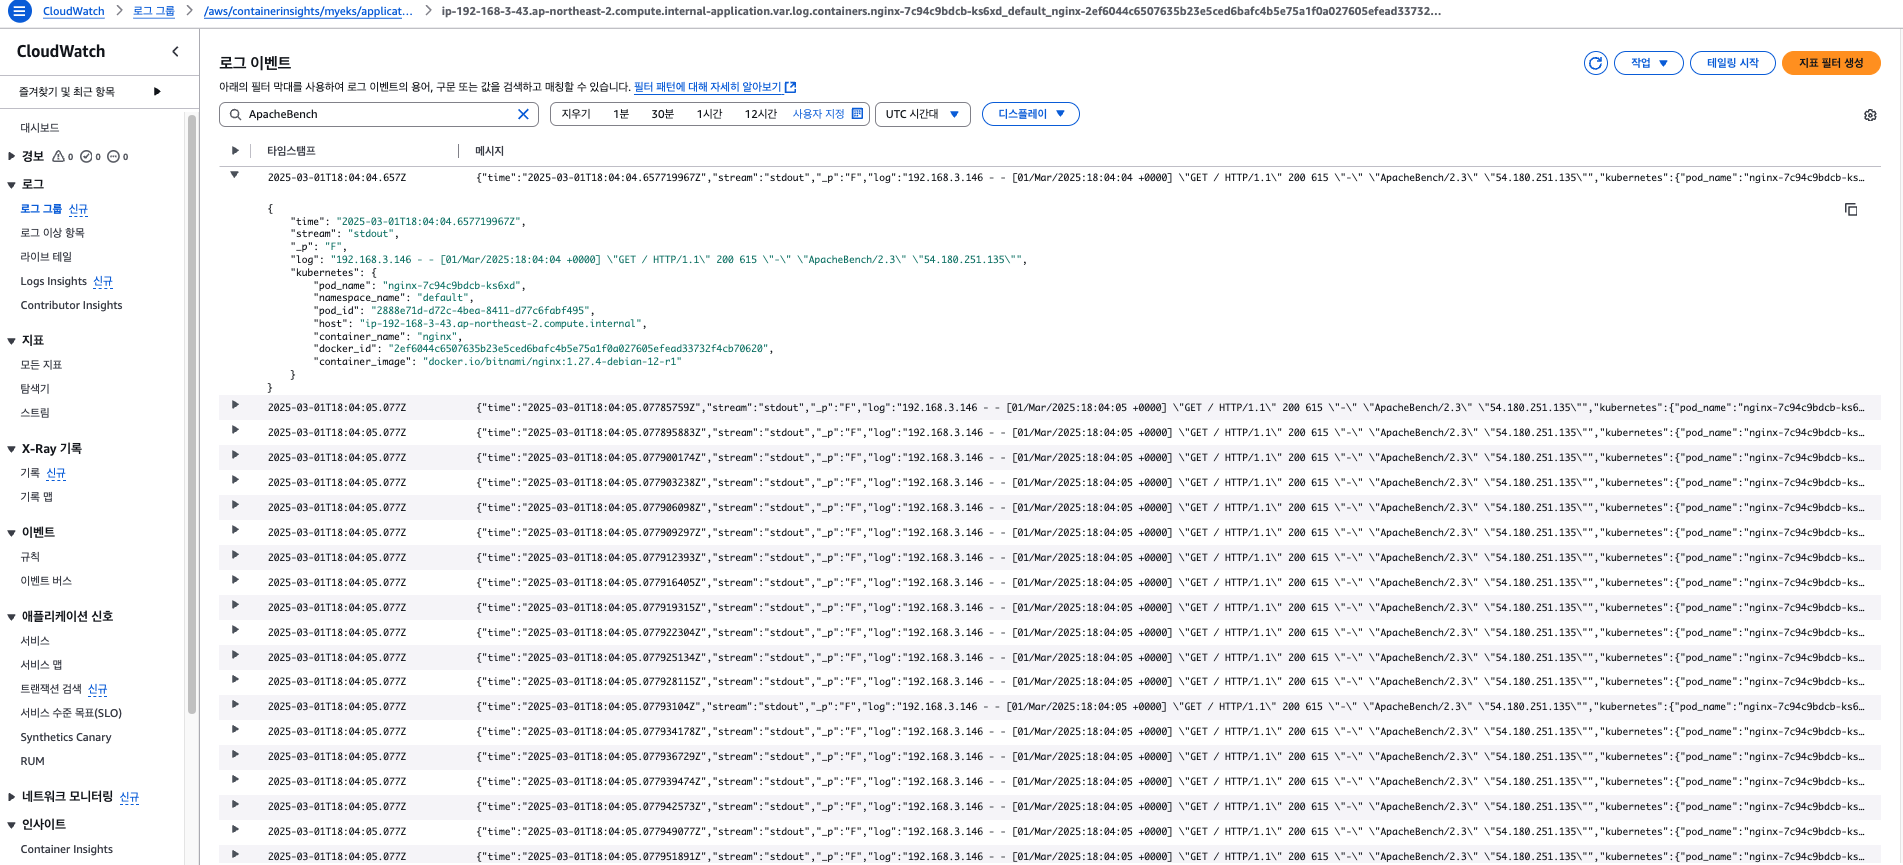 CloudWatch > 로그 그룹 > /aws/containerinsights/myeks/applicat... > ip-192-168-3-43.ap-northeast-2.compute.internal-application.var.log.containers.nginx-7c94c9bdcb-ks6xd_default_nginx-2ef6044c6507635b23e5ced6bafc4b5e75a1f0a027605efead33732...
CloudWatch
즐겨찾기 및 최근 항목
대시보드
경보 0 0 0
로그
로그 그룹 신규
로그 이상 항목
라이브 테일
Logs Insights 신규
Contributor Insights
지표
모든 지표
탐색기
스트림
X-Ray 기록
기록 신규
기록 맵
이벤트
규칙
이벤트 버스
애플리케이션 신호
서비스
서비스 맵
트랜잭션 검색 신규
서비스 수준 목표(SLO)
Synthetics Canary
RUM
네트워크 모니터링 신규
인사이트
Container Insights
로그 이벤트
작업
테일링 시작
지표 필터 생성
아래의 필터 막대를 사용하여 로그 이벤트의 용어, 구문 또는 값을 검색하고 매칭할 수 있습니다. 필터 패턴에 대해 자세히 알아보기
ApacheBench
지우기 1분 30분 1시간 12시간 사용자 지정
UTC 시간대
디스플레이
타임스탬프 메시지
2025-03-01T18:04:04.657Z {"time":"2025-03-01T18:04:04.657719967Z","stream":"stdout","_p":"F","log":"192.168.3.146 - - [01/Mar/2025:18:04:04 +0000] \"GET / HTTP/1.1\" 200 615 \"-\" \"ApacheBench/2.3\" \"54.180.251.135\"","kubernetes":{"pod_name":"nginx-7c94c9bdcb-ks6xd...
{
"time": "2025-03-01T18:04:04.657719967Z",
"stream": "stdout",
"_p": "F",
"log": "192.168.3.146 - - [01/Mar/2025:18:04:04 +0000] \"GET / HTTP/1.1\" 200 615 \"-\" \"ApacheBench/2.3\" \"54.180.251.135\"",
"kubernetes": {
"pod_name": "nginx-7c94c9bdcb-ks6xd",
"namespace_name": "default",
"pod_id": "2888e71d-d72c-4bea-8411-d77c6fabf495",
"host": "ip-192-168-3-43.ap-northeast-2.compute.internal",
"container_name": "nginx",
"docker_id": "2ef6044c6507635b23e5ced6bafc4b5e75a1f0a027605efead33732f4cb70620",
"container_image": "docker.io/bitnami/nginx:1.27.4-debian-12-r1"
}
}
2025-03-01T18:04:05.077Z {"time":"2025-03-01T18:04:05.07785759Z","stream":"stdout","_p":"F","log":"192.168.3.146 - - [01/Mar/2025:18:04:05 +0000] \"GET / HTTP/1.1\" 200 615 \"-\" \"ApacheBench/2.3\" \"54.180.251.135\"","kubernetes":{"pod_name":"nginx-7c94c9bdcb-ks6...
2025-03-01T18:04:05.077Z {"time":"2025-03-01T18:04:05.077895883Z","stream":"stdout","_p":"F","log":"192.168.3.146 - - [01/Mar/2025:18:04:05 +0000] \"GET / HTTP/1.1\" 200 615 \"-\" \"ApacheBench/2.3\" \"54.180.251.135\"","kubernetes":{"pod_name":"nginx-7c94c9bdcb-ks...
2025-03-01T18:04:05.077Z {"time":"2025-03-01T18:04:05.077900174Z","stream":"stdout","_p":"F","log":"192.168.3.146 - - [01/Mar/2025:18:04:05 +0000] \"GET / HTTP/1.1\" 200 615 \"-\" \"ApacheBench/2.3\" \"54.180.251.135\"","kubernetes":{"pod_name":"nginx-7c94c9bdcb-ks...
2025-03-01T18:04:05.077Z {"time":"2025-03-01T18:04:05.077903238Z","stream":"stdout","_p":"F","log":"192.168.3.146 - - [01/Mar/2025:18:04:05 +0000] \"GET / HTTP/1.1\" 200 615 \"-\" \"ApacheBench/2.3\" \"54.180.251.135\"","kubernetes":{"pod_name":"nginx-7c94c9bdcb-ks...
2025-03-01T18:04:05.077Z {"time":"2025-03-01T18:04:05.077906098Z","stream":"stdout","_p":"F","log":"192.168.3.146 - - [01/Mar/2025:18:04:05 +0000] \"GET / HTTP/1.1\" 200 615 \"-\" \"ApacheBench/2.3\" \"54.180.251.135\"","kubernetes":{"pod_name":"nginx-7c94c9bdcb-ks...
2025-03-01T18:04:05.077Z {"time":"2025-03-01T18:04:05.077909297Z","stream":"stdout","_p":"F","log":"192.168.3.146 - - [01/Mar/2025:18:04:05 +0000] \"GET / HTTP/1.1\" 200 615 \"-\" \"ApacheBench/2.3\" \"54.180.251.135\"","kubernetes":{"pod_name":"nginx-7c94c9bdcb-ks...
2025-03-01T18:04:05.077Z {"time":"2025-03-01T18:04:05.077912393Z","stream":"stdout","_p":"F","log":"192.168.3.146 - - [01/Mar/2025:18:04:05 +0000] \"GET / HTTP/1.1\" 200 615 \"-\" \"ApacheBench/2.3\" \"54.180.251.135\"","kubernetes":{"pod_name":"nginx-7c94c9bdcb-ks...
2025-03-01T18:04:05.077Z {"time":"2025-03-01T18:04:05.077916405Z","stream":"stdout","_p":"F","log":"192.168.3.146 - - [01/Mar/2025:18:04:05 +0000] \"GET / HTTP/1.1\" 200 615 \"-\" \"ApacheBench/2.3\" \"54.180.251.135\"","kubernetes":{"pod_name":"nginx-7c94c9bdcb-ks...
2025-03-01T18:04:05.077Z {"time":"2025-03-01T18:04:05.077919315Z","stream":"stdout","_p":"F","log":"192.168.3.146 - - [01/Mar/2025:18:04:05 +0000] \"GET / HTTP/1.1\" 200 615 \"-\" \"ApacheBench/2.3\" \"54.180.251.135\"","kubernetes":{"pod_name":"nginx-7c94c9bdcb-ks...
2025-03-01T18:04:05.077Z {"time":"2025-03-01T18:04:05.077922304Z","stream":"stdout","_p":"F","log":"192.168.3.146 - - [01/Mar/2025:18:04:05 +0000] \"GET / HTTP/1.1\" 200 615 \"-\" \"ApacheBench/2.3\" \"54.180.251.135\"","kubernetes":{"pod_name":"nginx-7c94c9bdcb-ks...
2025-03-01T18:04:05.077Z {"time":"2025-03-01T18:04:05.077925134Z","stream":"stdout","_p":"F","log":"192.168.3.146 - - [01/Mar/2025:18:04:05 +0000] \"GET / HTTP/1.1\" 200 615 \"-\" \"ApacheBench/2.3\" \"54.180.251.135\"","kubernetes":{"pod_name":"nginx-7c94c9bdcb-ks...
2025-03-01T18:04:05.077Z {"time":"2025-03-01T18:04:05.077928115Z","stream":"stdout","_p":"F","log":"192.168.3.146 - - [01/Mar/2025:18:04:05 +0000] \"GET / HTTP/1.1\" 200 615 \"-\" \"ApacheBench/2.3\" \"54.180.251.135\"","kubernetes":{"pod_name":"nginx-7c94c9bdcb-ks...
2025-03-01T18:04:05.077Z {"time":"2025-03-01T18:04:05.07793104Z","stream":"stdout","_p":"F","log":"192.168.3.146 - - [01/Mar/2025:18:04:05 +0000] \"GET / HTTP/1.1\" 200 615 \"-\" \"ApacheBench/2.3\" \"54.180.251.135\"","kubernetes":{"pod_name":"nginx-7c94c9bdcb-ks6...
2025-03-01T18:04:05.077Z {"time":"2025-03-01T18:04:05.077934178Z","stream":"stdout","_p":"F","log":"192.168.3.146 - - [01/Mar/2025:18:04:05 +0000] \"GET / HTTP/1.1\" 200 615 \"-\" \"ApacheBench/2.3\" \"54.180.251.135\"","kubernetes":{"pod_name":"nginx-7c94c9bdcb-ks...
2025-03-01T18:04:05.077Z {"time":"2025-03-01T18:04:05.077936729Z","stream":"stdout","_p":"F","log":"192.168.3.146 - - [01/Mar/2025:18:04:05 +0000] \"GET / HTTP/1.1\" 200 615 \"-\" \"ApacheBench/2.3\" \"54.180.251.135\"","kubernetes":{"pod_name":"nginx-7c94c9bdcb-ks...
2025-03-01T18:04:05.077Z {"time":"2025-03-01T18:04:05.077939474Z","stream":"stdout","_p":"F","log":"192.168.3.146 - - [01/Mar/2025:18:04:05 +0000] \"GET / HTTP/1.1\" 200 615 \"-\" \"ApacheBench/2.3\" \"54.180.251.135\"","kubernetes":{"pod_name":"nginx-7c94c9bdcb-ks...
2025-03-01T18:04:05.077Z {"time":"2025-03-01T18:04:05.077942573Z","stream":"stdout","_p":"F","log":"192.168.3.146 - - [01/Mar/2025:18:04:05 +0000] \"GET / HTTP/1.1\" 200 615 \"-\" \"ApacheBench/2.3\" \"54.180.251.135\"","kubernetes":{"pod_name":"nginx-7c94c9bdcb-ks...
2025-03-01T18:04:05.077Z {"time":"2025-03-01T18:04:05.077949077Z","stream":"stdout","_p":"F","log":"192.168.3.146 - - [01/Mar/2025:18:04:05 +0000] \"GET / HTTP/1.1\" 200 615 \"-\" \"ApacheBench/2.3\" \"54.180.251.135\"","kubernetes":{"pod_name":"nginx-7c94c9bdcb-ks...
2025-03-01T18:04:05.077Z {"time":"2025-03-01T18:04:05.077951891Z","stream":"stdout","_p":"F","log":"192.168.3.146 - - [01/Mar/2025:18:04:05 +0000] \"GET / HTTP/1.1\" 200 615 \"-\" \"ApacheBench/2.3\" \"54.180.251.135\"","kubernetes":{"pod_name":"nginx-7c94c9bdcb-ks...